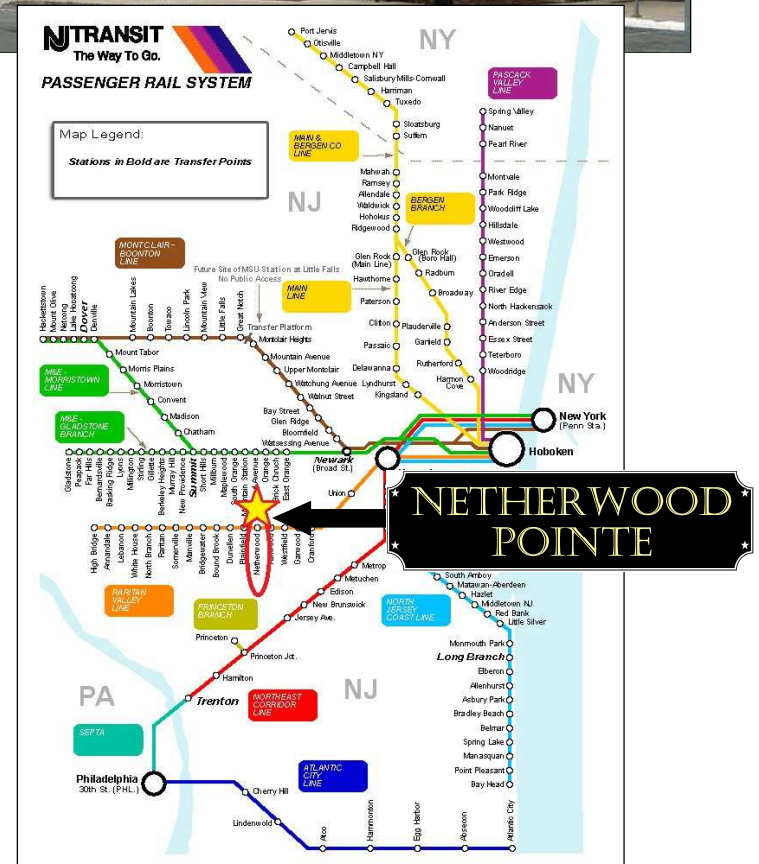 NJTRANSIT
The Way To Go.
PASSENGER RAIL SYSTEM
Map Legend:
Stations in Bold are Transfer Points
NY
Port Jervis
Otisville
Middletown NY
Campbell Hall
Salisbury Mills-Cornwall
Harriman
Tuxedo
Sloatsburg
Suffern
MAIN &
BERGEN CO
LINE
PASCACK
VALLEY
LINE
Spring Valley
Nanuet
Pearl River
Montvale
Park Ridge
Woodcliff Lake
Hillsdale
Westwood
Emerson
Oradell
River Edge
North Hackensack
Anderson Street
Essex Street
Teterboro
Woodridge
NJ
Mahwah
Ramsey
Allendale
Waldwick
Hohokus
Ridgewood
BERGEN
BRANCH
Glen Rock
(Main Line)
Glen Rock
(Boro Hall)
Hawthorne
Radburn
MAIN
LINE
Broadway
Paterson
Clifton
Plauderville
Passaic
Garfield
Delawanna
Rutherford
Lyndhurst
Harmon
Cove
Kingsland
NY
MONTCLAIR-
BOONTON
LINE
Future Site of MSU Station at Little Falls
No Public Access
Hackettstown
Mount Olive
Netcong
Lake Hopatcong
Dover
Denville
Mountain Lakes
Boonton
Towaco
Lincoln Park
Mountain View
Little Falls
Great Notch
Transfer Platform
Montclair Heights
Mountain Avenue
Upper Montclair
Watchung Avenue
Walnut Street
Bay Street
Glen Ridge
Bloomfield
Watsessing Avenue
Mount Tabor
Morris Plains
Morristown
Convent
Madison
Chatham
M&E -
MORRISTOWN
LINE
M&E -
GLADSTONE
BRANCH
Newark
(Broad St.)
New York
(Penn Sta.)
Hoboken
Gladstone
Peapack
Far Hills
Bernardsville
Basking Ridge
Lyons
Millington
Stirling
Gillette
Berkeley Heights
Murray Hill
New Providence
Summit
Short Hills
Millburn
Maplewood
South Orange
Mountain Station
Avenue
Orange
Brick Chruch
East Orange
Union
NETHERWOOD
POINTE
High Bridge
Annandale
Lebanon
White House
North Branch
Raritan
Somerville
Manville
Bridgewater
Bound Brook
Dunellen
Plainfield
Netherwood
Westfield
Garwood
Cranford
RARITAN
VALLEY
LINE
Metrop
Metuchen
Edison
New Brunswick
Jersey Ave.
PRINCETON
BRANCH
Princeton
Princeton Jct.
Hamilton
Trenton
NORTHEAST
CORRIDOR
LINE
NORTH
JERSEY
COAST LINE
South Amboy
Matawan-Aberdeen
Hazlet
Middletown NJ
Red Bank
Little Silver
Monmouth Park
Long Branch
Elberon
Allenhurst
Asbury Park
Bradley Beach
Belmar
Spring Lake
Manasquan
Point Pleasant
Bay Head
PA
NJ
SEPTA
Philadelphia
30th St. (PHL.)
ATLANTIC
CITY
LINE
Cherry Hill
Lindenwold
Atco
Hammonton
Egg Harbor
Absecon
Atlantic City